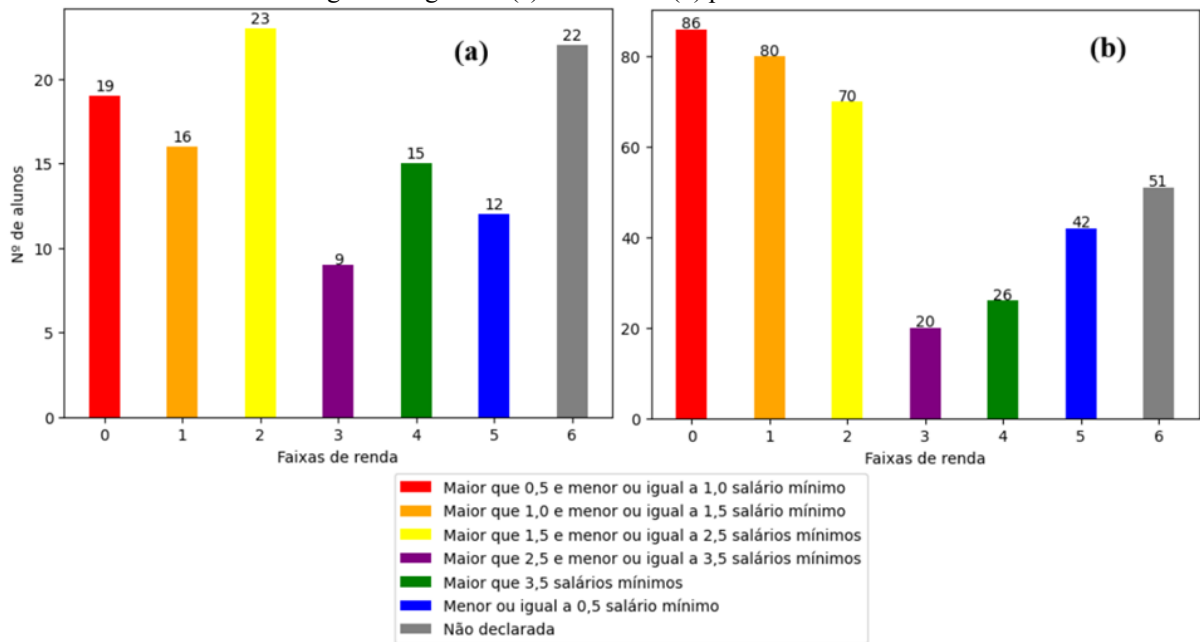 (a)
Nº de alunos
20
15
10
5
0
19
16
23
9
15
12
22
0 1 2 3 4 5 6
Faixas de renda
(b)
80
60
40
20
0
86
80
70
20
26
42
51
0 1 2 3 4 5 6
Faixas de renda
Maior que 0,5 e menor ou igual a 1,0 salário mínimo
Maior que 1,0 e menor ou igual a 1,5 salário mínimo
Maior que 1,5 e menor ou igual a 2,5 salários mínimos
Maior que 2,5 e menor ou igual a 3,5 salários mínimos
Maior que 3,5 salários mínimos
Menor ou igual a 0,5 salário mínimo
Não declarada